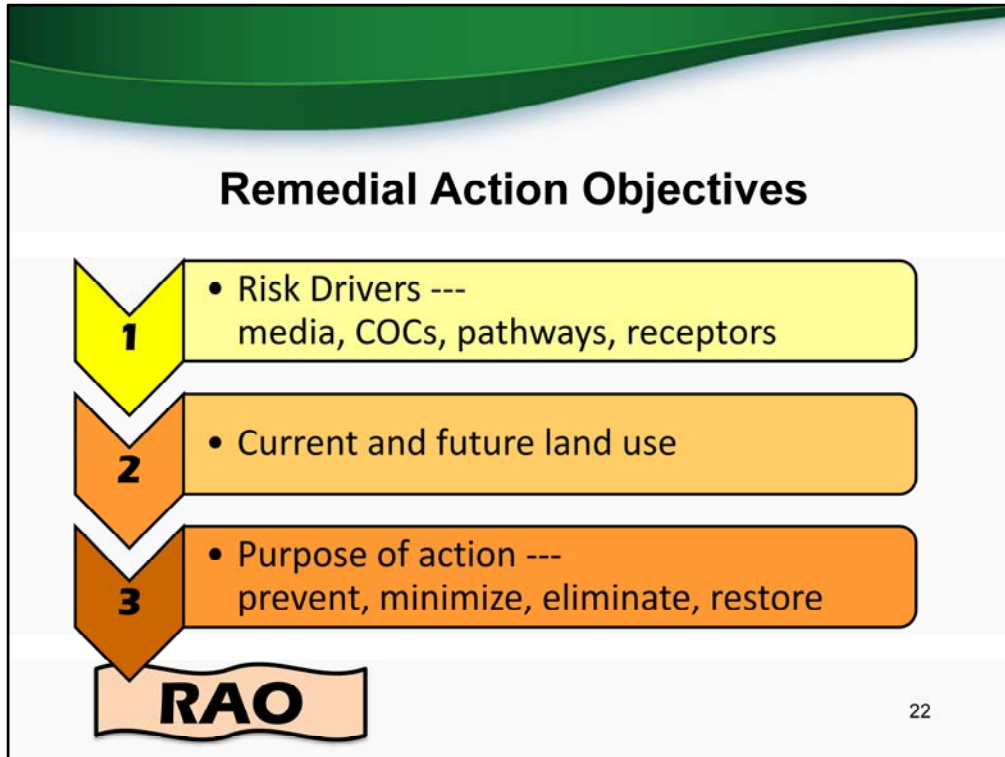 Remedial Action Objectives
1
• Risk Drivers ---
media, COCs, pathways, receptors
2
• Current and future land use
3
• Purpose of action ---
prevent, minimize, eliminate, restore
RAO
22